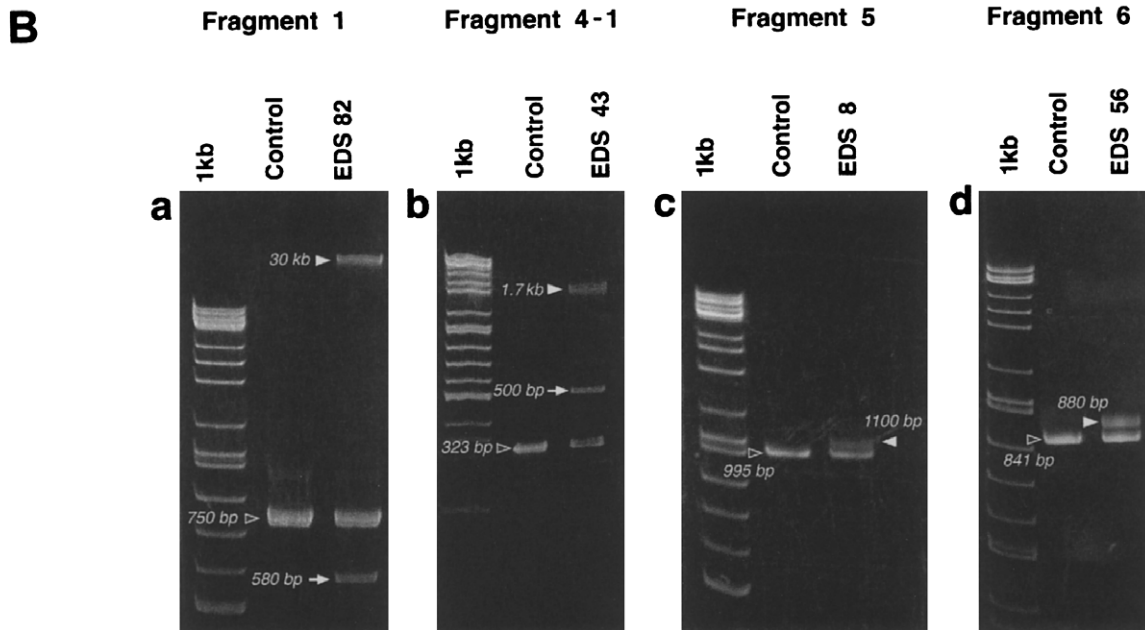 B
Fragment 1
Fragment 4-1
Fragment 5
Fragment 6
1kb
Control
EDS 82
1kb
Control
EDS 43
1kb
Control
EDS 8
1kb
Control
EDS 56
a
30 kb
750 bp
580 bp
b
1.7 kb
500 bp
323 bp
c
1100 bp
995 bp
d
880 bp
841 bp